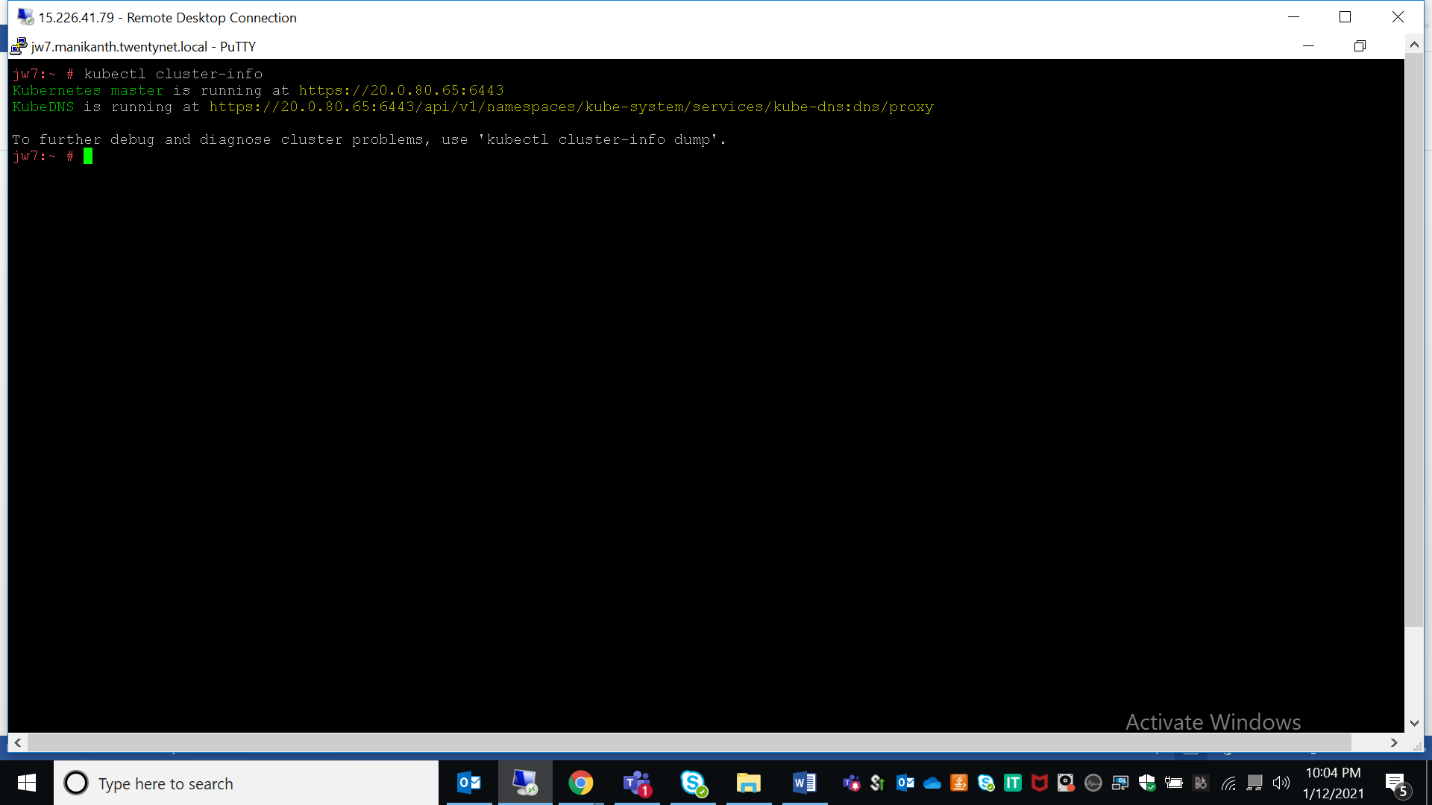 15.226.41.79 - Remote Desktop Connection
jw7.manikanth.twentynet.local - PuTTY
jw7:~ # kubectl cluster-info
Kubernetes master is running at https://20.0.80.65:6443
KubeDNS is running at https://20.0.80.65:6443/api/v1/namespaces/kube-system/services/kube-dns:dns/proxy
To further debug and diagnose cluster problems, use 'kubectl cluster-info dump'.
jw7:~ #
Activate Windows
Type here to search
1
IT
10:04 PM
1/12/2021
5